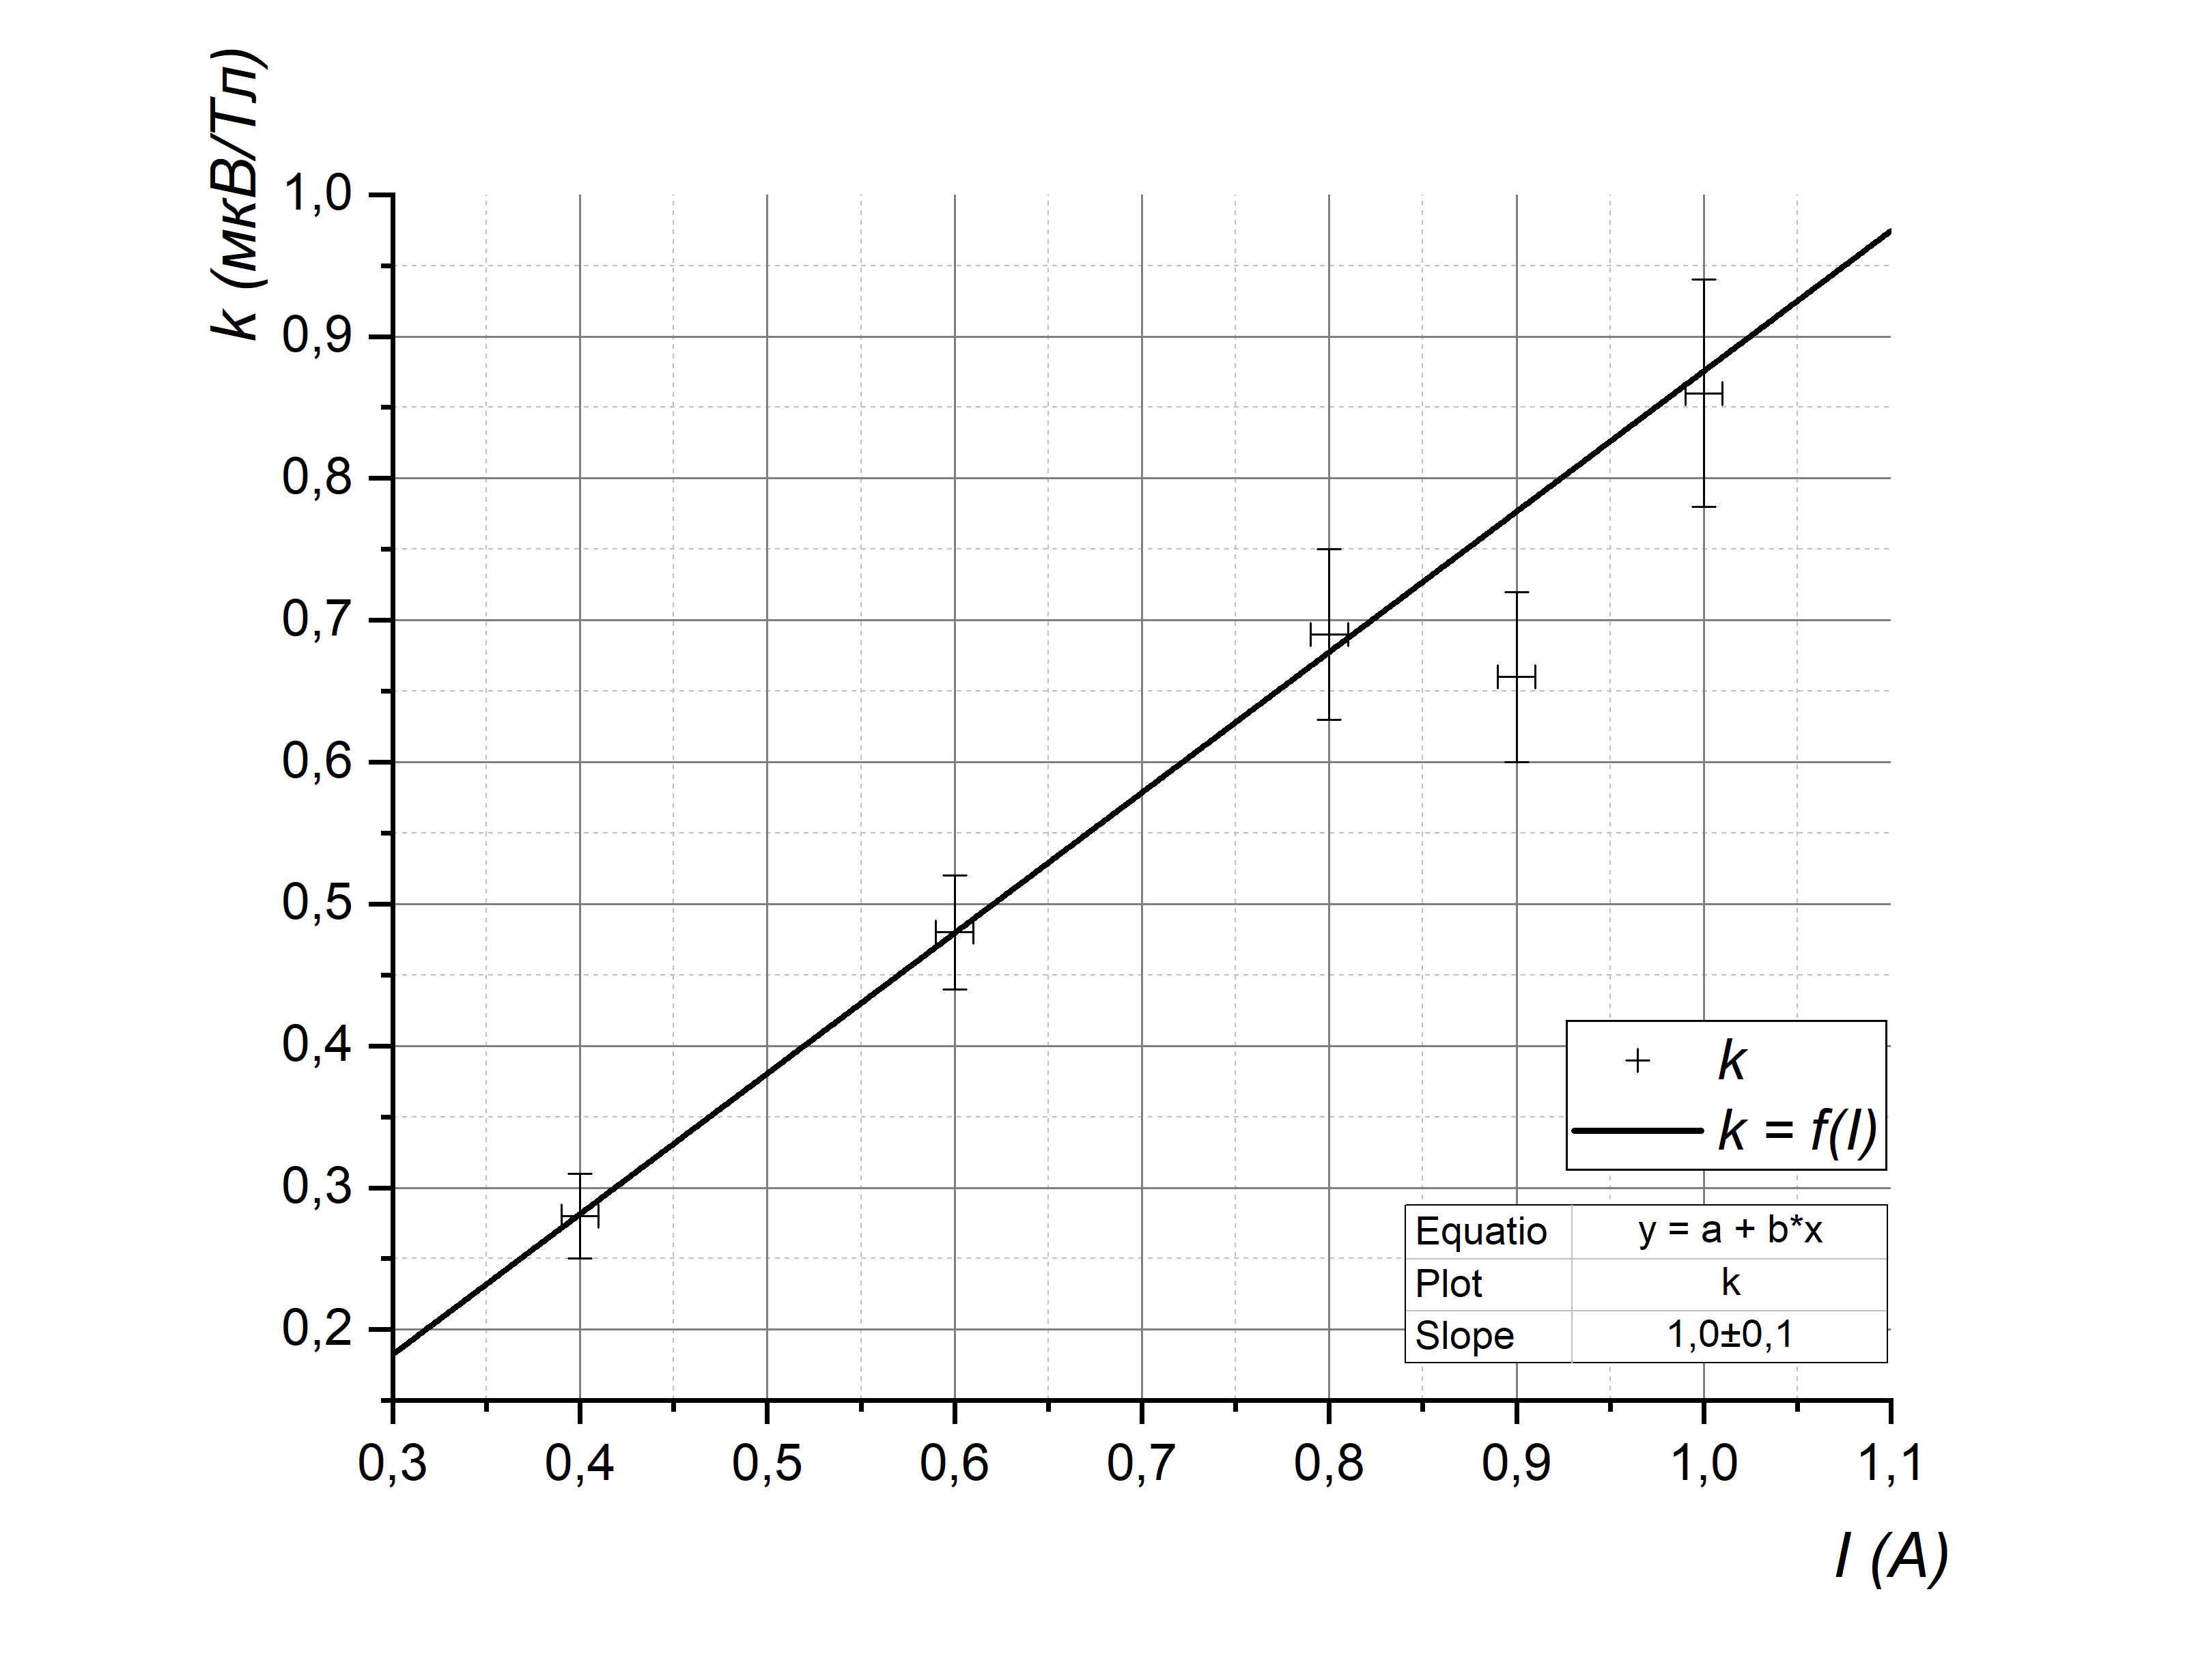 k (мкВ/Тл)
1,0
0,9
0,8
0,7
0,6
0,5
0,4
0,3
0,2
k
k = f(I)
Equatio y = a + b*x
Plot k
Slope 1,0±0,1
0,3 0,4 0,5 0,6 0,7 0,8 0,9 1,0 1,1
I (A)